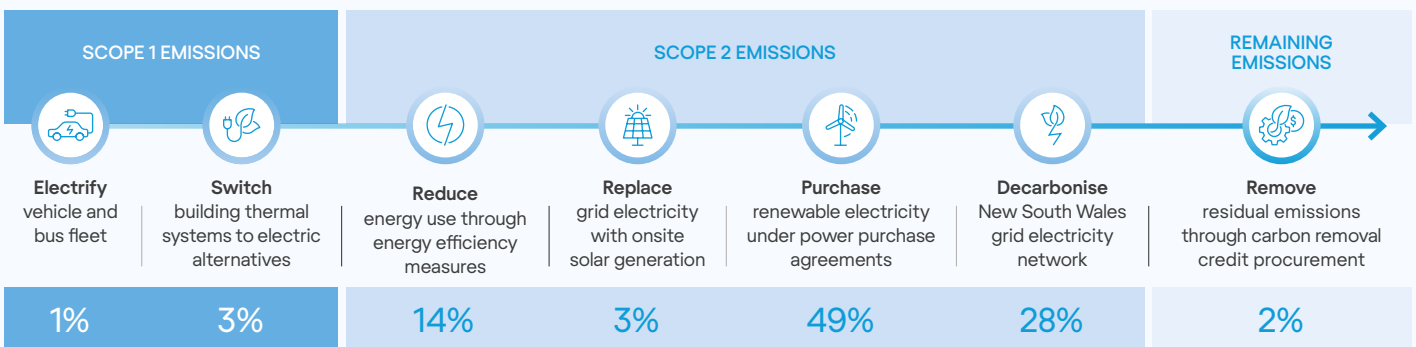 SCOPE 1 EMISSIONS
SCOPE 2 EMISSIONS
REMAINING
EMISSIONS
$
Electrify
vehicle and
bus fleet
Switch
building thermal
systems to electric
alternatives
Reduce
energy use through
energy efficiency
measures
Replace
grid electricity
with onsite
solar generation
Purchase
renewable electricity
under power purchase
agreements
Decarbonise
New South Wales
grid electricity
network
Remove
residual emissions
through carbon removal
credit procurement
1%
3%
14%
3%
49%
28%
2%